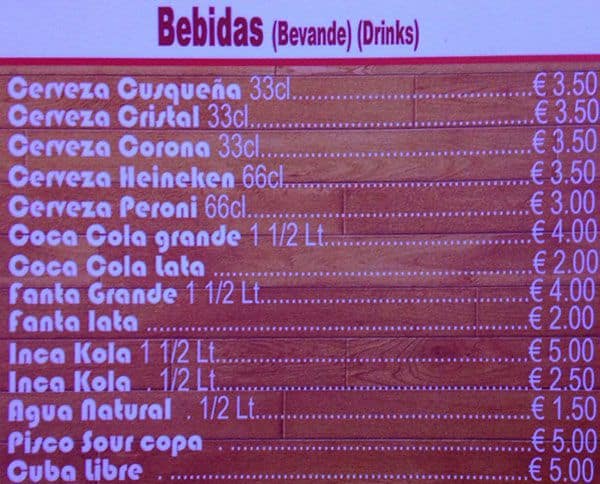 Bebidas (Bevande) (Drinks)
Cerveza Cusqueña 33cl..............................€ 3.50
Cerveza Cristal 33cl..............................€ 3.50
Cerveza Corona 33cl..............................€ 3.50
Cerveza Heineken 66cl..............................€ 3.50
Cerveza Peroni 66cl..............................€ 3.00
Coca Cola grande 1 1/2 Lt..............................€ 4.00
Coca Cola lata ..............................€ 2.00
Fanta Grande 1 1/2 Lt..............................€ 4.00
Fanta lata ..............................€ 2.00
Inca Kola 1 1/2 Lt..............................€ 5.00
Inca Kola . 1/2 Lt..............................€ 2.50
Agua Natural . 1/2 Lt..............................€ 1.50
Pisco Sour copa . ..............................€ 5.00
Cuba Libre . ..............................€ 5.00